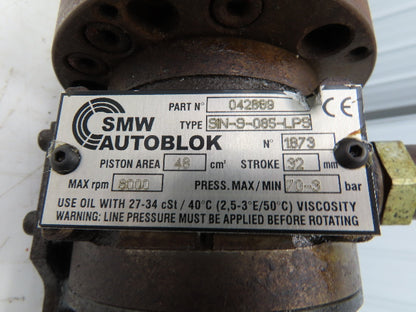 PART N° 042869 CE
TYPE SIN-S-085-LPS
SMW
AUTOBLOK
N° 1873
PISTON AREA 48 cm² STROKE 32 mm
MAX rpm 8000 PRESS. MAX/MIN 70-3 bar
USE OIL WITH 27-34 cSt / 40°C (2,5-3°E/50°C) VISCOSITY
WARNING: LINE PRESSURE MUST BE APPLIED BEFORE ROTATING